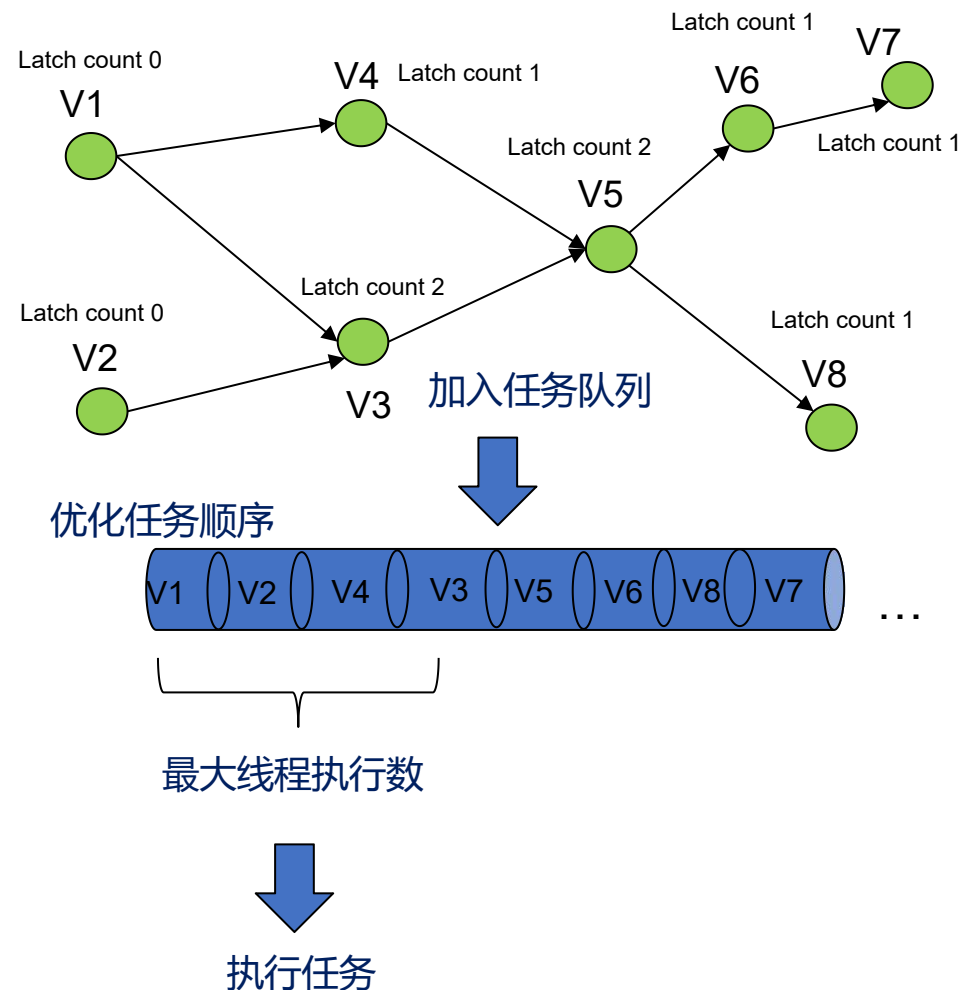 Latch count 0
V1
V4
Latch count 1
Latch count 1
V6
V7
Latch count 1
Latch count 2
V5
Latch count 0
V2
Latch count 2
V3
Latch count 1
V8
加入任务队列
优化任务顺序
V1 V2 V4 V3 V5 V6 V8 V7 ...
最大线程执行数
执行任务